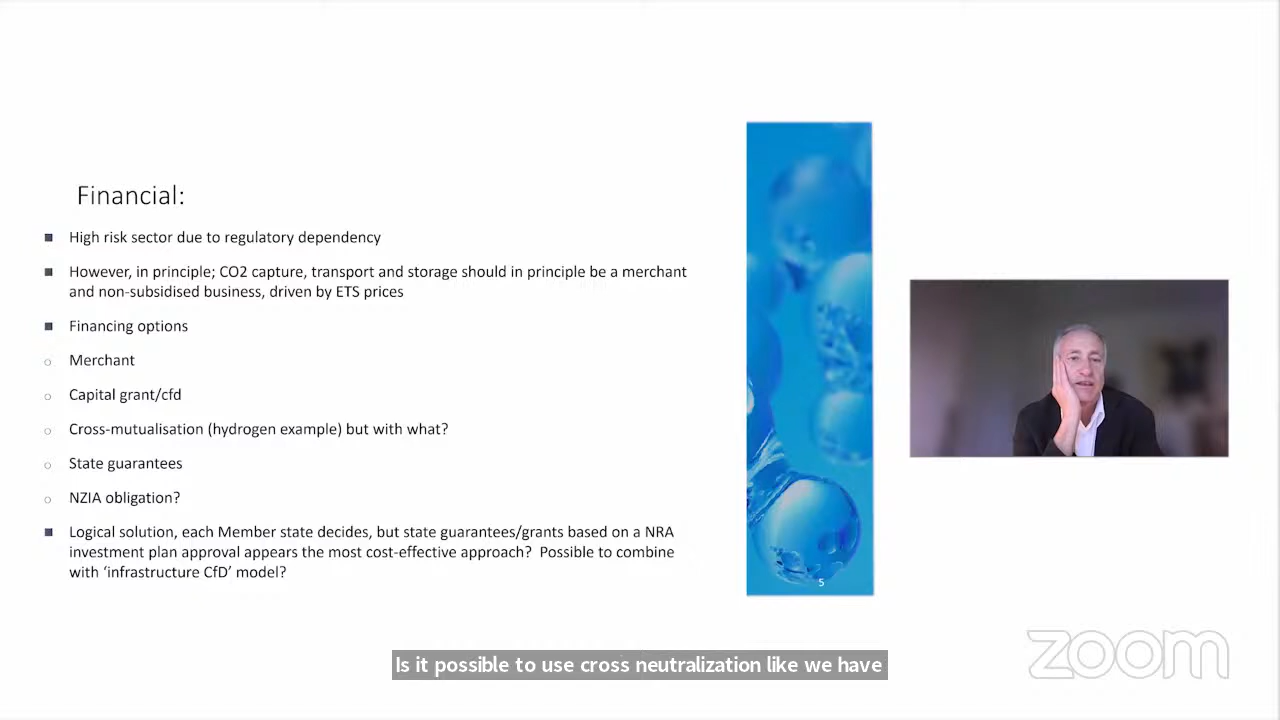 Financial:
■ High risk sector due to regulatory dependency
■ However, in principle; CO2 capture, transport and storage should in principle be a merchant
and non-subsidised business, driven by ETS prices
■ Financing options
○ Merchant
○ Capital grant/cfd
○ Cross-mutualisation (hydrogen example) but with what?
○ State guarantees
○ NZIA obligation?
■ Logical solution, each Member state decides, but state guarantees/grants based on a NRA
investment plan approval appears the most cost-effective approach? Possible to combine
with ‘infrastructure CfD’ model?
5
Is it possible to use cross neutralization like we have
zoom